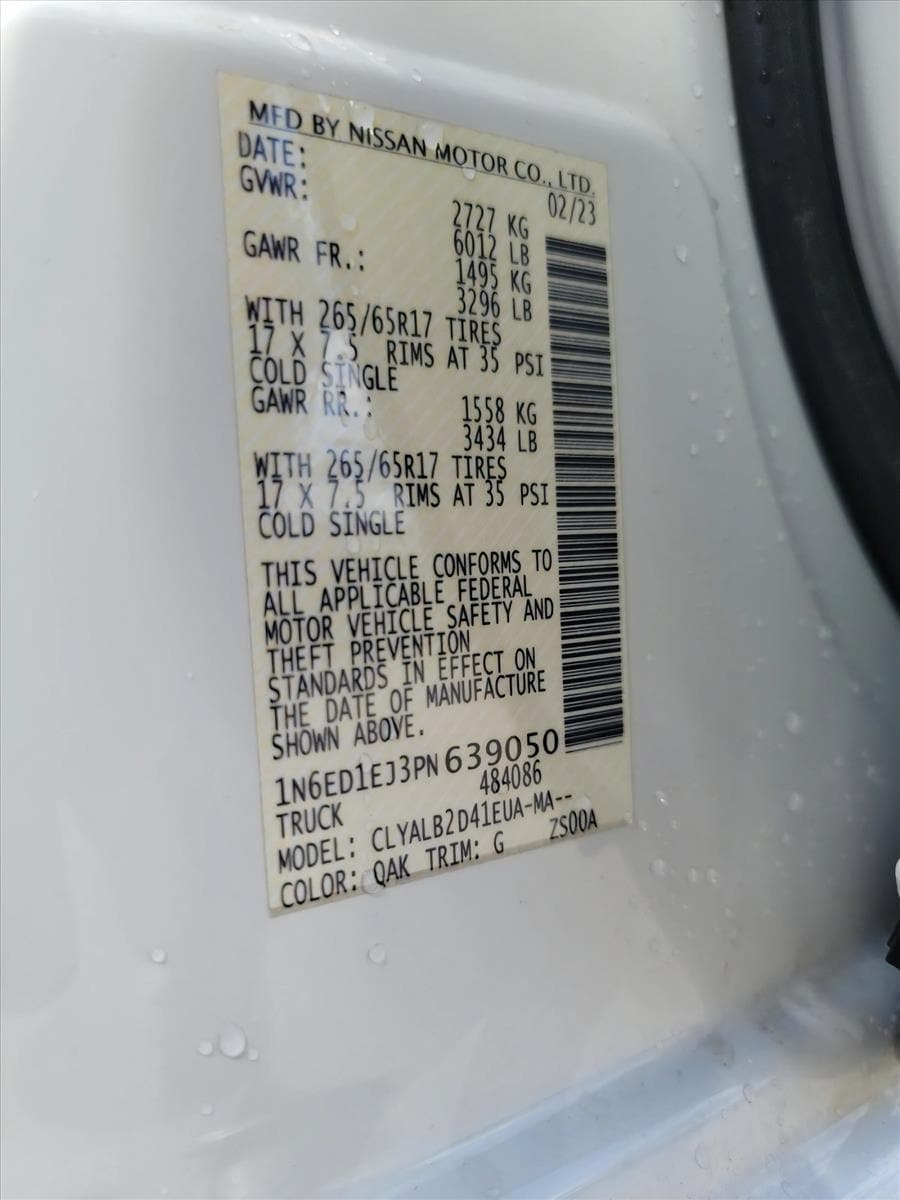 MFD BY NISSAN MOTOR CO., LTD.
DATE: 02/23
GVWR: 2727 KG
6012 LB
GAWR FR.: 1495 KG
3296 LB
WITH 265/65R17 TIRES
17 X 7.5 RIMS AT 35 PSI
COLD SINGLE
GAWR RR.: 1558 KG
3434 LB
WITH 265/65R17 TIRES
17 X 7.5 RIMS AT 35 PSI
COLD SINGLE
THIS VEHICLE CONFORMS TO
ALL APPLICABLE FEDERAL
MOTOR VEHICLE SAFETY AND
THEFT PREVENTION
STANDARDS IN EFFECT ON
THE DATE OF MANUFACTURE
SHOWN ABOVE.
1N6ED1EJ3PN639050
TRUCK 484086
MODEL: CLYALB2D41EUA-MA--
COLOR: QAK TRIM: G ZS00A